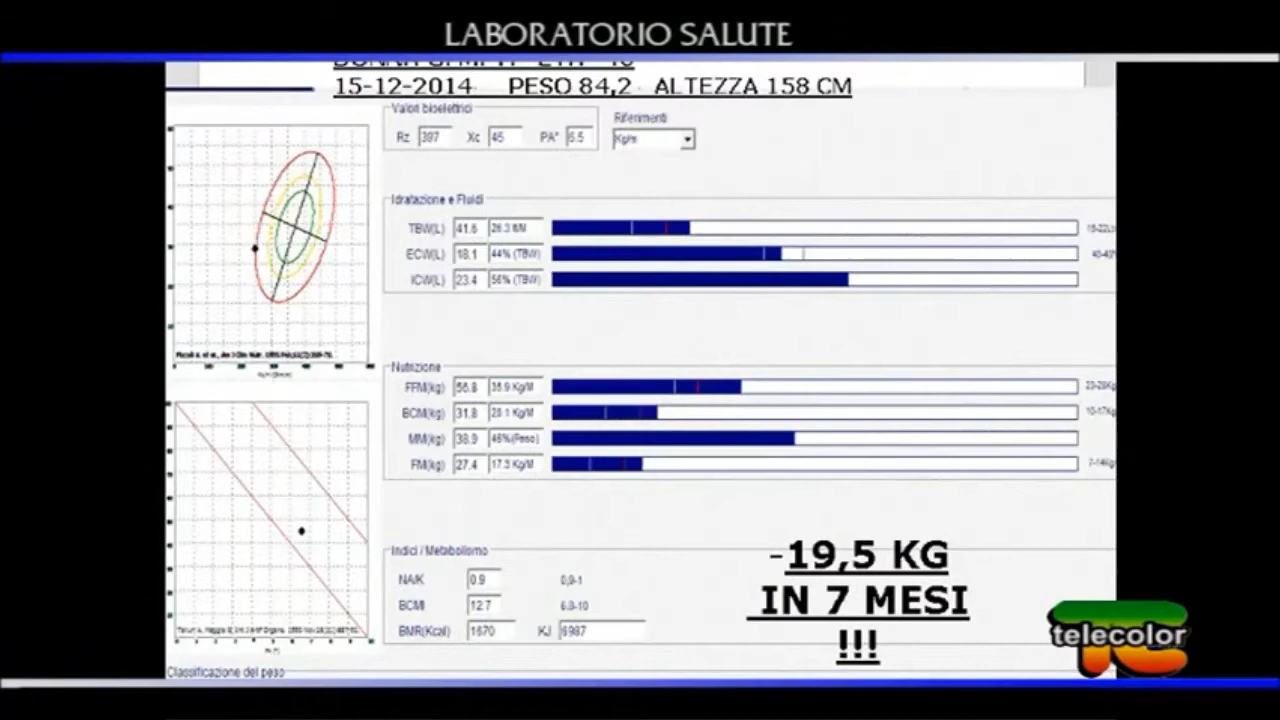 LABORATORIO SALUTE
15-12-2014 PESO 84,2 ALTEZZA 158 CM
Valori bioelettrici
Riferimenti
Rz 397 Xc 45 PA° 6.5
Kg/m
Idratazione e Fluidi
TBW(L) 41.6
ECW(L) 18.1 44% (TBW)
ICW(L) 23.4 56% (TBW)
Nutrizione
FFM(kg) 56.8 35.9 Kg/M
BCM(kg) 31.8 20.1 Kg/M
MM(kg) 38.9 46%(Peso)
FM(kg) 27.4 17.3 Kg/M
Indici / Metabolismo
NA/K 0.9 0,9-1
BCMI 12.7
BMR(Kcal) 1670 KJ 6987
-19,5 KG
IN 7 MESI
!!!
telecolor
Classificazione del peso